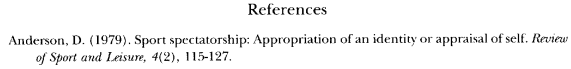 References
Anderson, D. (1979). Sport spectatorship: Appropriation of an identity or appraisal of self. Review
of Sport and Leisure, 4(2), 115-127.